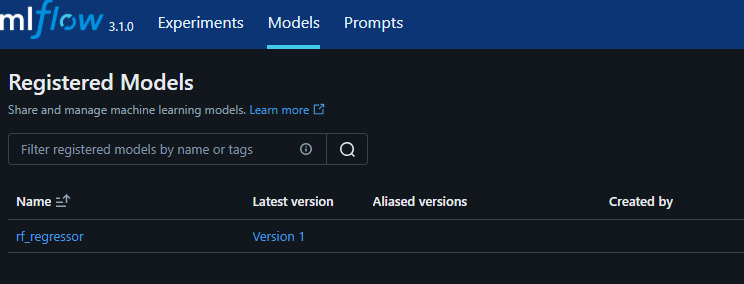 mlflow 3.1.0 Experiments Models Prompts
Registered Models
Share and manage machine learning models. Learn more
Filter registered models by name or tags
Name Latest version Aliased versions Created by
rf_regressor Version 1